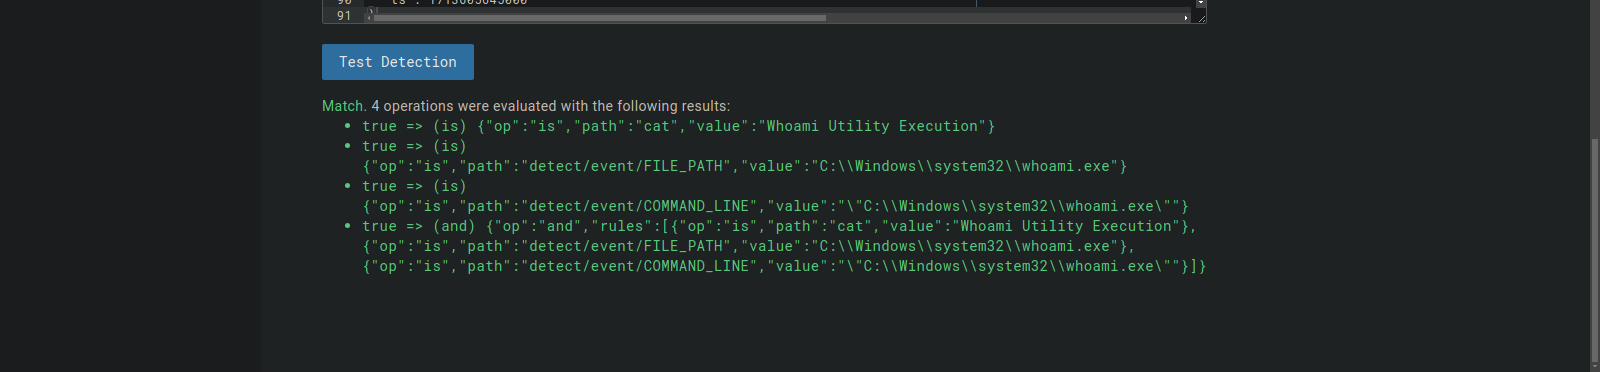 91
Test Detection
Match. 4 operations were evaluated with the following results:
• true => (is) {"op":"is","path":"cat","value":"Whoami Utility Execution"}
• true => (is)
{"op":"is","path":"detect/event/FILE_PATH","value":"C:\\Windows\\system32\\whoami.exe"}
• true => (is)
{"op":"is","path":"detect/event/COMMAND_LINE","value":"\"C:\\Windows\\system32\\whoami.exe\""}
• true => (and) {"op":"and","rules":[{"op":"is","path":"cat","value":"Whoami Utility Execution"},
{"op":"is","path":"detect/event/FILE_PATH","value":"C:\\Windows\\system32\\whoami.exe"},
{"op":"is","path":"detect/event/COMMAND_LINE","value":"\"C:\\Windows\\system32\\whoami.exe\""}]}